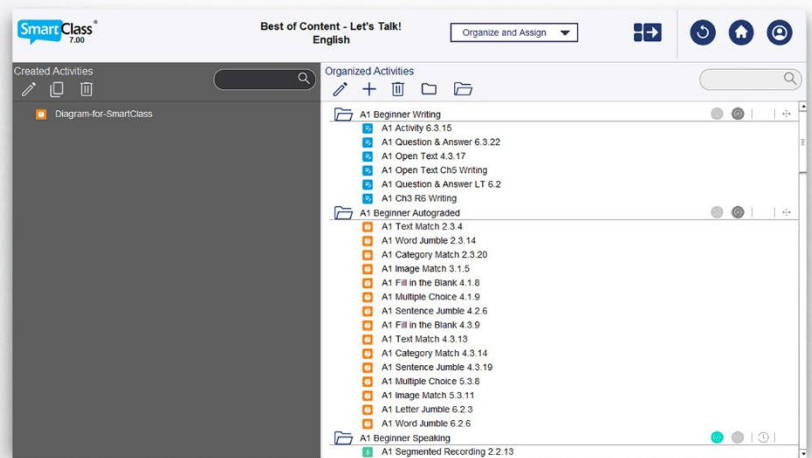 SmartClass
7.00
Best of Content - Let's Talk!
English
Organize and Assign
Created Activities
Diagram-for-SmartClass
Organized Activities
A1 Beginner Writing
A1 Activity 6.3.15
A1 Question & Answer 6.3.22
A1 Open Text 4.3.17
A1 Open Text Ch5 Writing
A1 Question & Answer LT 6.2
A1 Ch3 R6 Writing
A1 Beginner Autograded
A1 Text Match 2.3.4
A1 Word Jumble 2.3.14
A1 Category Match 2.3.20
A1 Image Match 3.1.5
A1 Fill in the Blank 4.1.8
A1 Multiple Choice 4.1.9
A1 Sentence Jumble 4.2.6
A1 Fill in the Blank 4.3.9
A1 Text Match 4.3.13
A1 Category Match 4.3.14
A1 Sentence Jumble 4.3.19
A1 Multiple Choice 5.3.8
A1 Image Match 5.3.11
A1 Letter Jumble 6.2.3
A1 Word Jumble 6.2.6
A1 Beginner Speaking
A1 Segmented Recording 2.2.13